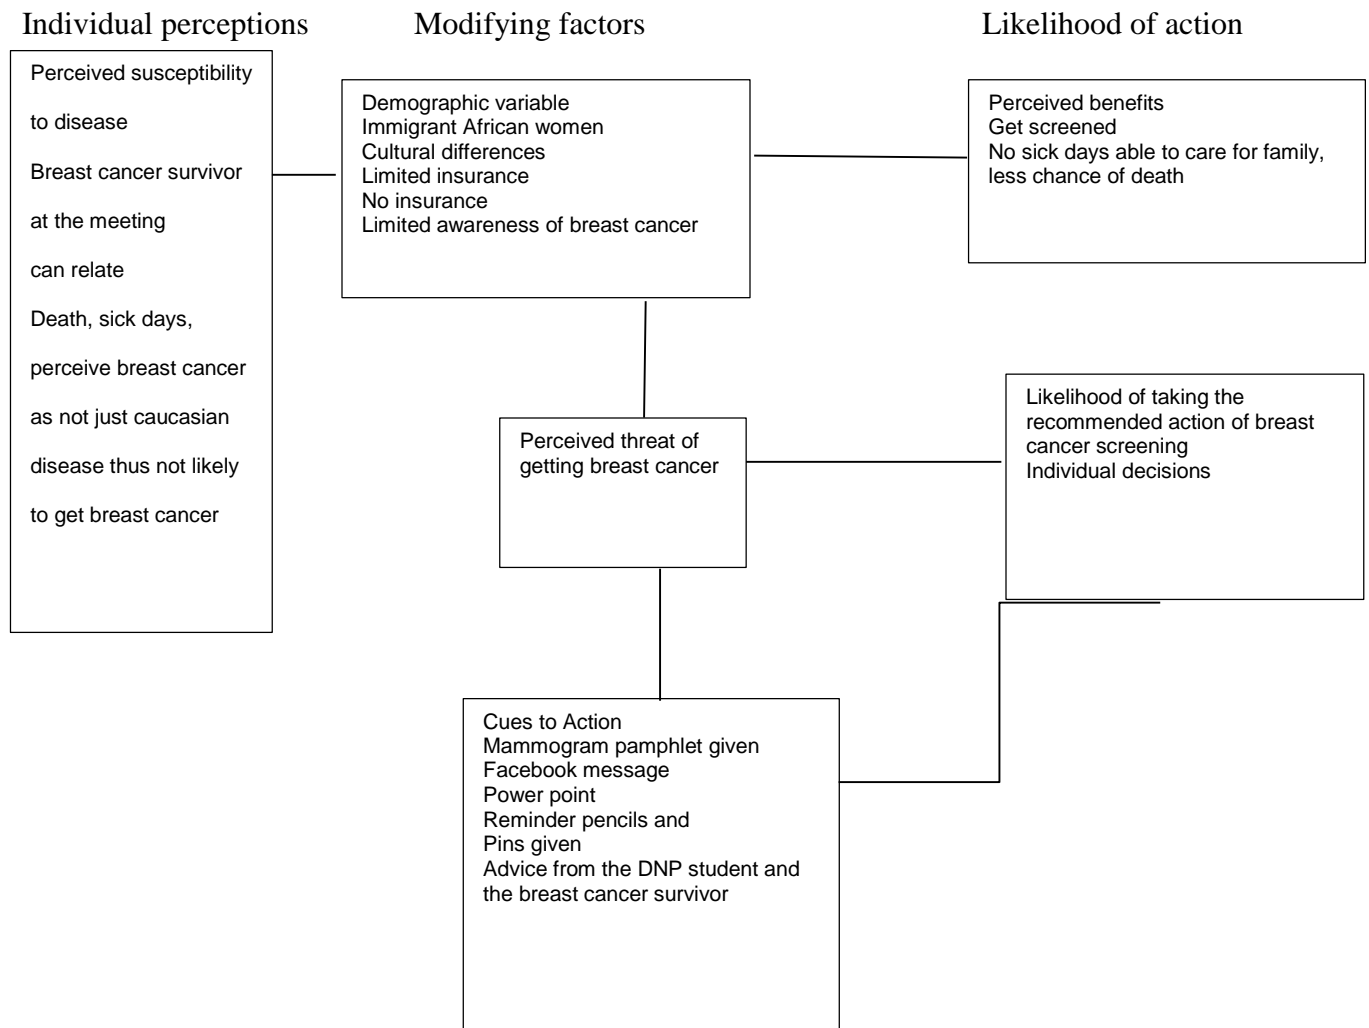 Individual perceptions
Modifying factors
Likelihood of action
Perceived susceptibility
to disease
Breast cancer survivor
at the meeting
can relate
Death, sick days,
perceive breast cancer
as not just caucasian
disease thus not likely
to get breast cancer
Demographic variable
Immigrant African women
Cultural differences
Limited insurance
No insurance
Limited awareness of breast cancer
Perceived benefits
Get screened
No sick days able to care for family,
less chance of death
Perceived threat of
getting breast cancer
Likelihood of taking the
recommended action of breast
cancer screening
Individual decisions
Cues to Action
Mammogram pamphlet given
Facebook message
Power point
Reminder pencils and
Pins given
Advice from the DNP student and
the breast cancer survivor